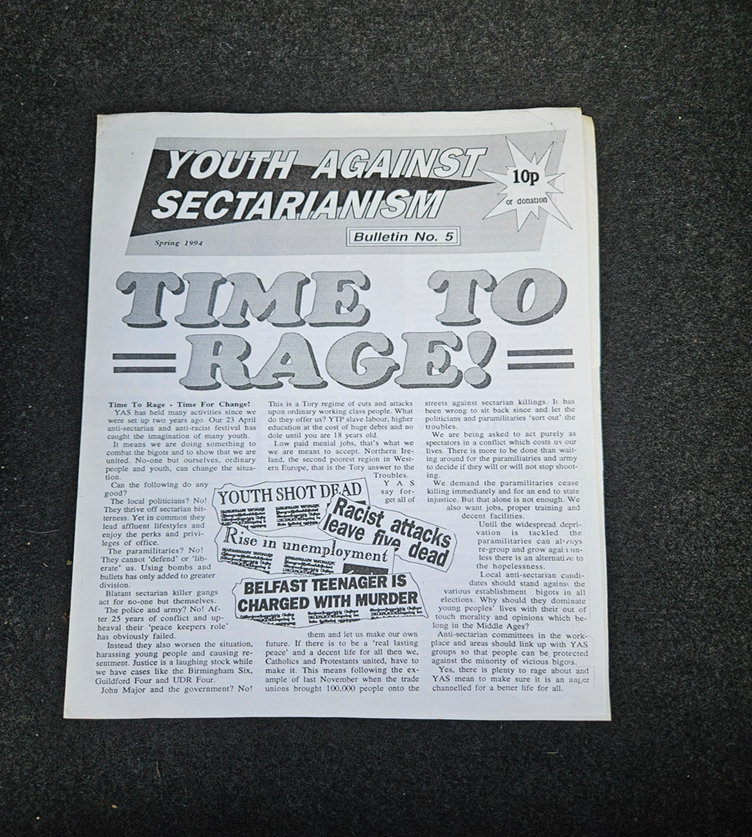 YOUTH AGAINST
SECTARIANISM
10p
or donation
Spring 1994
Bulletin No. 5
TIME TO
RAGE!
Time To Rage - Time For Change!
YAS has held many activities since we
were set up two years ago. Our 23 April
anti-sectarian and anti-racist festival has
caught the imagination of many youth.
It means we are doing something to
combat the bigots and to show that we are
united. No-one but ourselves, ordinary
people and youth, can change the situa-
tion.
Can the following do any
good?
The local politicians? No!
They thrive off sectarian bit-
terness. Yet in common they
lead affluent lifestyles and
enjoy the perks and privi-
leges of office.
The paramilitaries? No!
They cannot 'defend' or 'lib-
erate' us. Using bombs and
bullets has only added to greater
division.
Blatant sectarian killer gangs
act for no-one but themselves.
The police and army? No! Af-
ter 25 years of conflict and up-
heaval their 'peace keepers role'
has obviously failed.
Instead they also worsen the situation,
harassing young people and causing re-
sentment. Justice is a laughing stock while
we have cases like the Birmingham Six,
Guildford Four and UDR Four.
John Major and the government? No!
This is a Tory regime of cuts and attacks
upon ordinary working class people. What
do they offer us? YTP slave labour, higher
education at the cost of huge debts and no
dole until you are 18 years old.
Low paid menial jobs, that's what we
we are meant to accept. Northern Ire-
land, the second poorest region in West-
ern Europe, that is the Tory answer to the
Troubles.
Y A S
say for-
get all of
YOUTH SHOT DEAD
Racist attacks
leave five dead
Rise in unemployment
BELFAST TEENAGER IS
CHARGED WITH MURDER
them and let us make our own
future. If there is to be a 'real lasting
peace' and a decent life for all then we,
Catholics and Protestants united, have to
make it. This means following the ex-
ample of last November when the trade
unions brought 100,000 people onto the
streets against sectarian killings. It has
been wrong to sit back since and let the
politicians and paramilitaries 'sort out' the
troubles.
We are being asked to act purely as
spectators in a conflict which costs us our
lives. There is more to be done than wait-
ing around for the paramiliatries and army
to decide if they will or will not stop shoot-
ing.
We demand the paramilitaries cease
killing immediately and for an end to state
injustice. But that alone is not enough. We
also want jobs, proper training and
decent facilities.
Until the widespread depri-
vation is tackled the
paramilitaries can always
re-group and grow again un-
less there is an alternative to
the hopelessness.
Local anti-sectarian candi-
dates should stand against the
various establishment bigots in all
elections. Why should they dominate
young peoples' lives with their out of
touch morality and opinions which be-
long in the Middle Ages?
Anti-sectarian committees in the work-
place and areas should link up with YAS
groups so that people can be protected
against the minority of vicious bigots.
Yes, there is plenty to rage about and
YAS mean to make sure it is an anger
channelled for a better life for all.